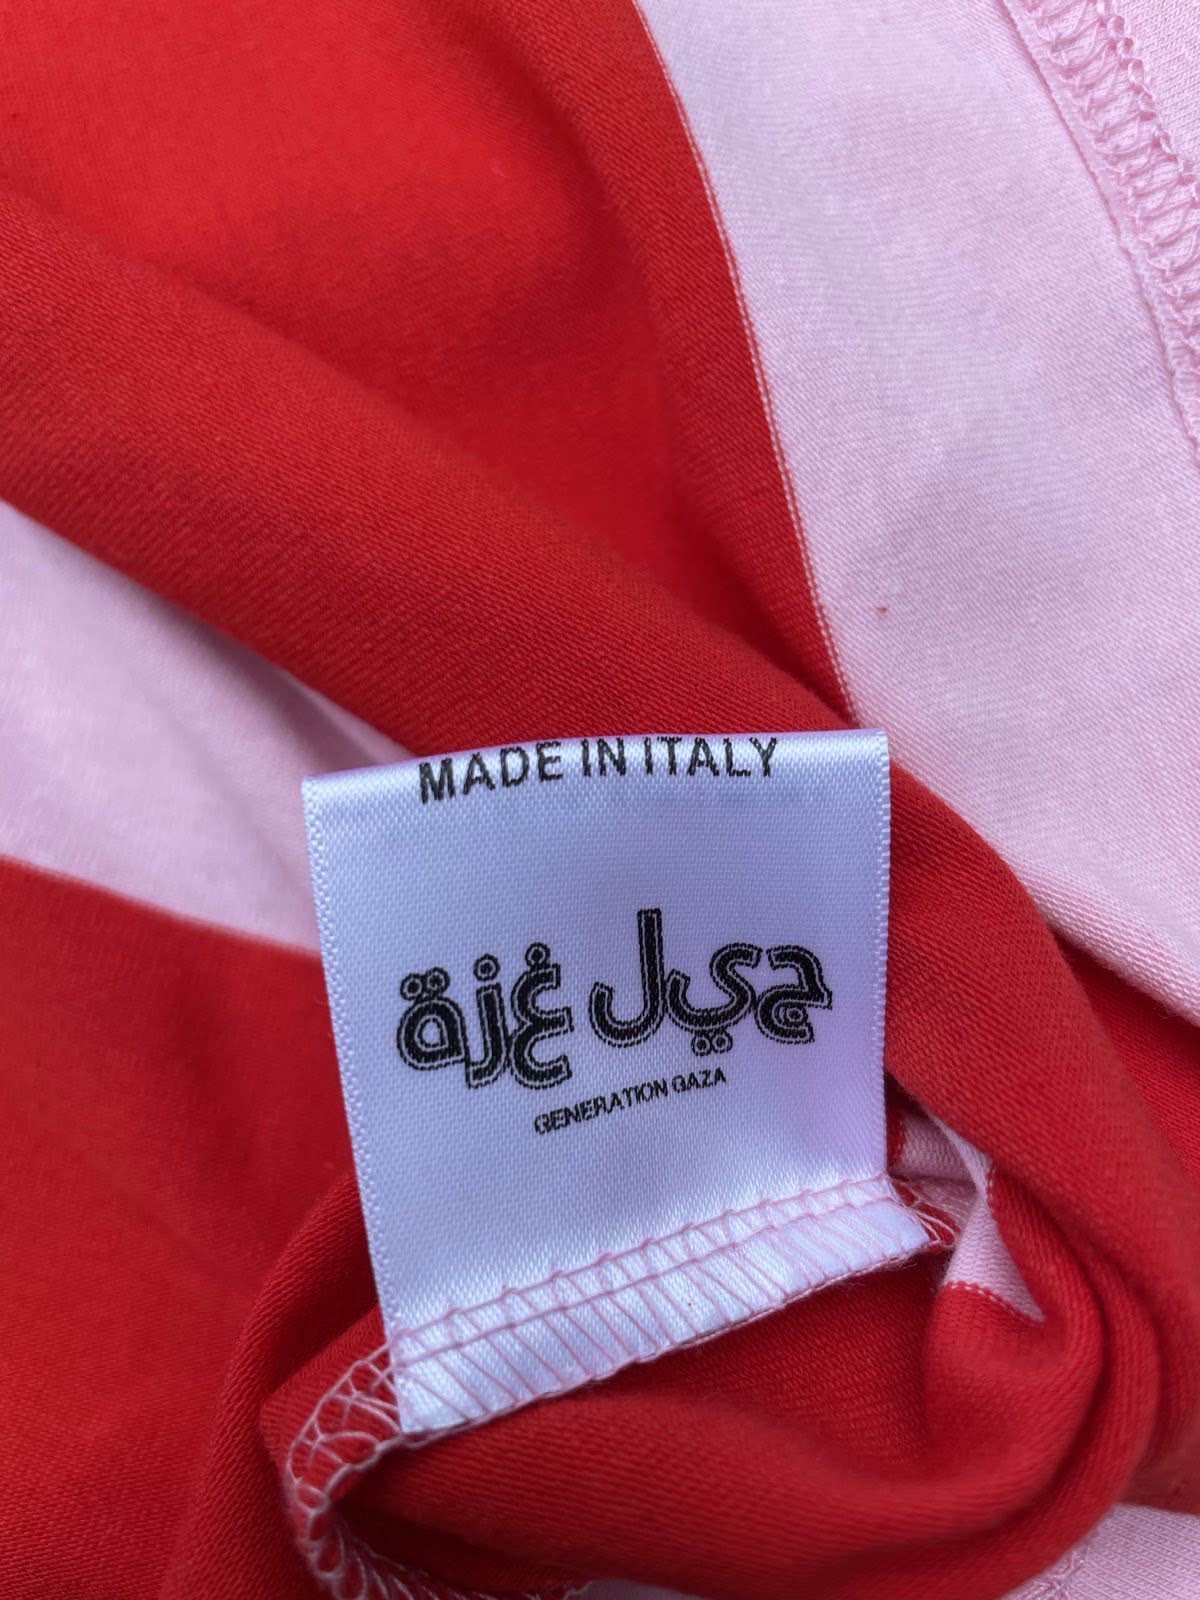 MADE IN ITALY
جيل غزة
GENERATION GAZA